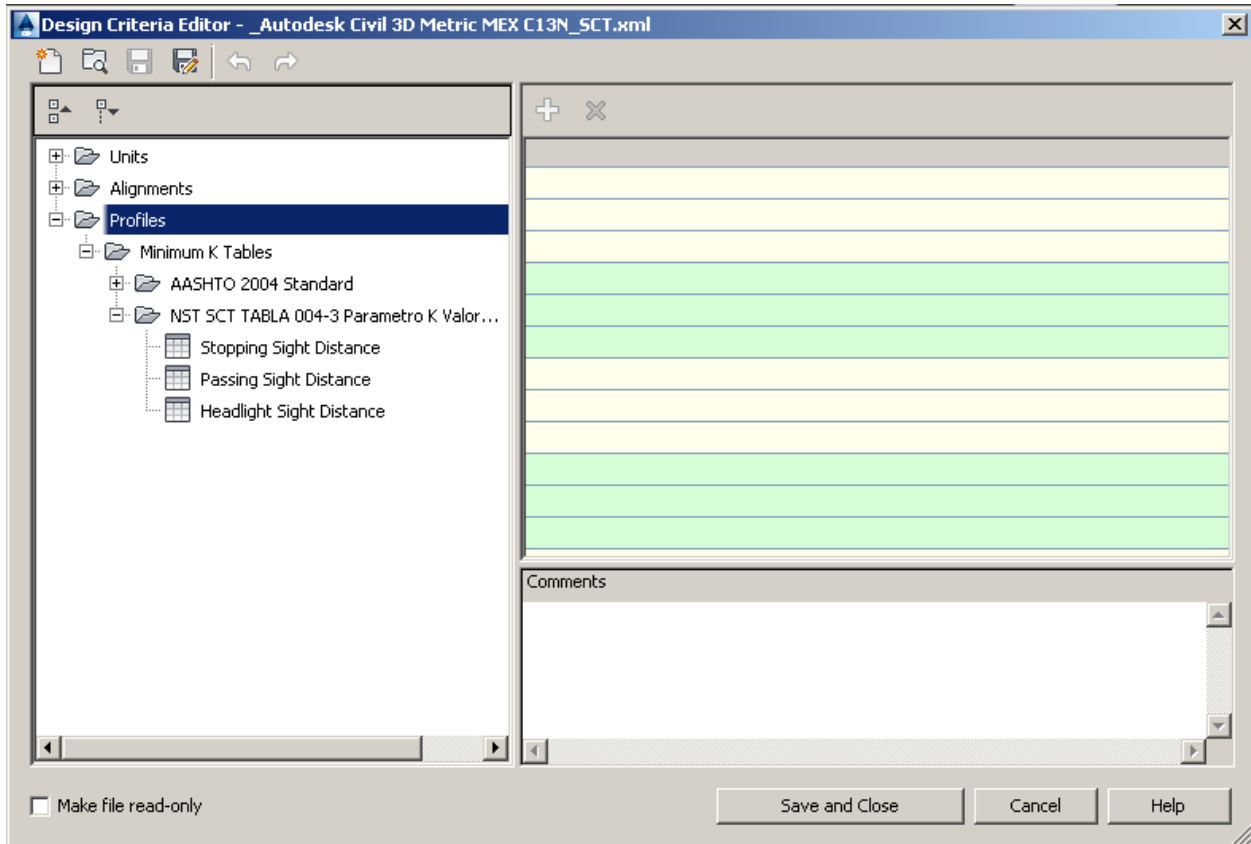 Design Criteria Editor - _Autodesk Civil 3D Metric MEX C13N_SCT.xml
Units
Alignments
Profiles
Minimum K Tables
AASHTO 2004 Standard
NST SCT TABLA 004-3 Parametro K Valor...
Stopping Sight Distance
Passing Sight Distance
Headlight Sight Distance
Comments
Make file read-only
Save and Close
Cancel
Help